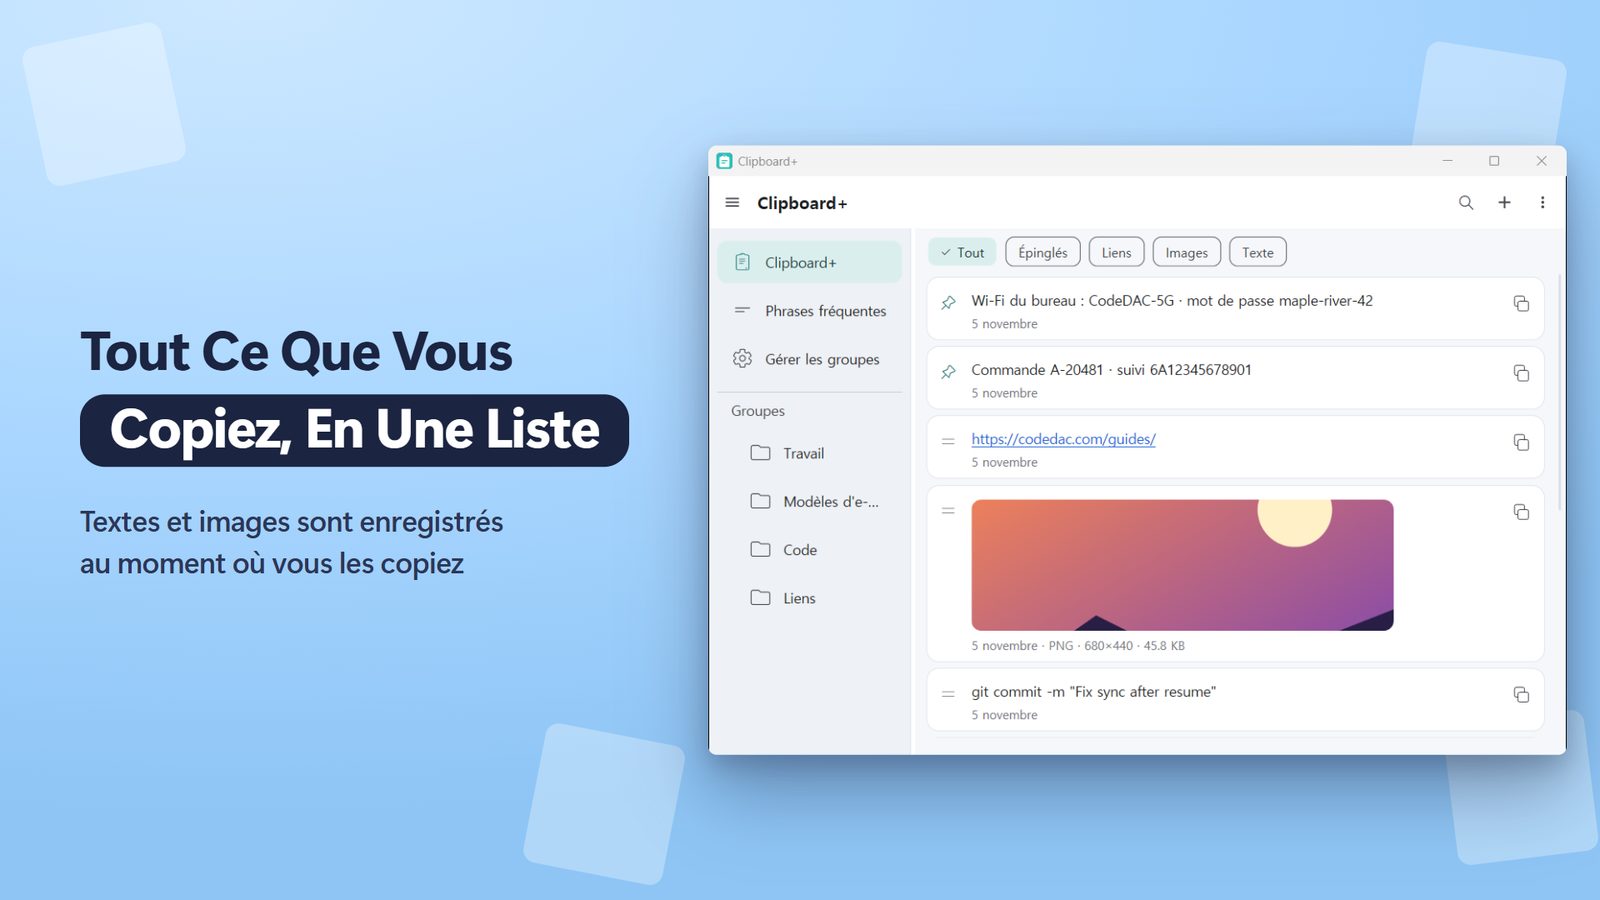 Tout Ce Que Vous
Copiez, En Une Liste
Textes et images sont enregistrés
au moment où vous les copiez
Clipboard+
Clipboard+
Clipboard+
Phrases fréquentes
Gérer les groupes
Groupes
Travail
Modèles d'e-...
Code
Liens
Tout
Épinglés
Liens
Images
Texte
Wi-Fi du bureau : CodeDAC-5G · mot de passe maple-river-42
5 novembre
Commande A-20481 · suivi 6A12345678901
5 novembre
https://codedac.com/guides/
5 novembre
5 novembre · PNG · 680×440 · 45.8 KB
git commit -m "Fix sync after resume"
5 novembre